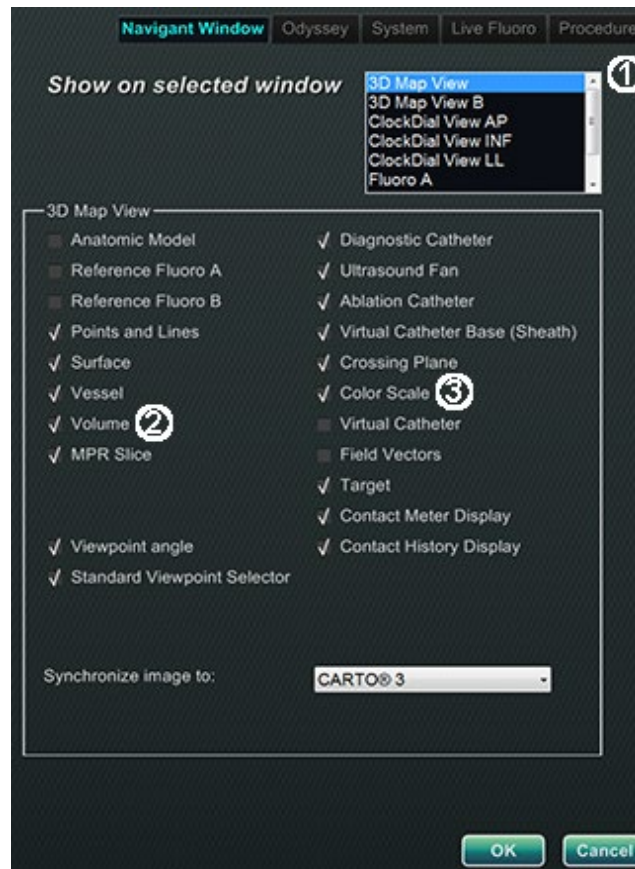 Navigant Window Odyssey System Live Fluoro Procedure
Show on selected window
3D Map View
3D Map View B
ClockDial View AP
ClockDial View INF
ClockDial View LL
Fluoro A
1
3D Map View
Anatomic Model
Reference Fluoro A
Reference Fluoro B
Points and Lines
Surface
Vessel
Volume 2
MPR Slice
Viewpoint angle
Standard Viewpoint Selector
Diagnostic Catheter
Ultrasound Fan
Ablation Catheter
Virtual Catheter Base (Sheath)
Crossing Plane
Color Scale 3
Virtual Catheter
Field Vectors
Target
Contact Meter Display
Contact History Display
Synchronize image to: CARTO® 3
OK Cancel